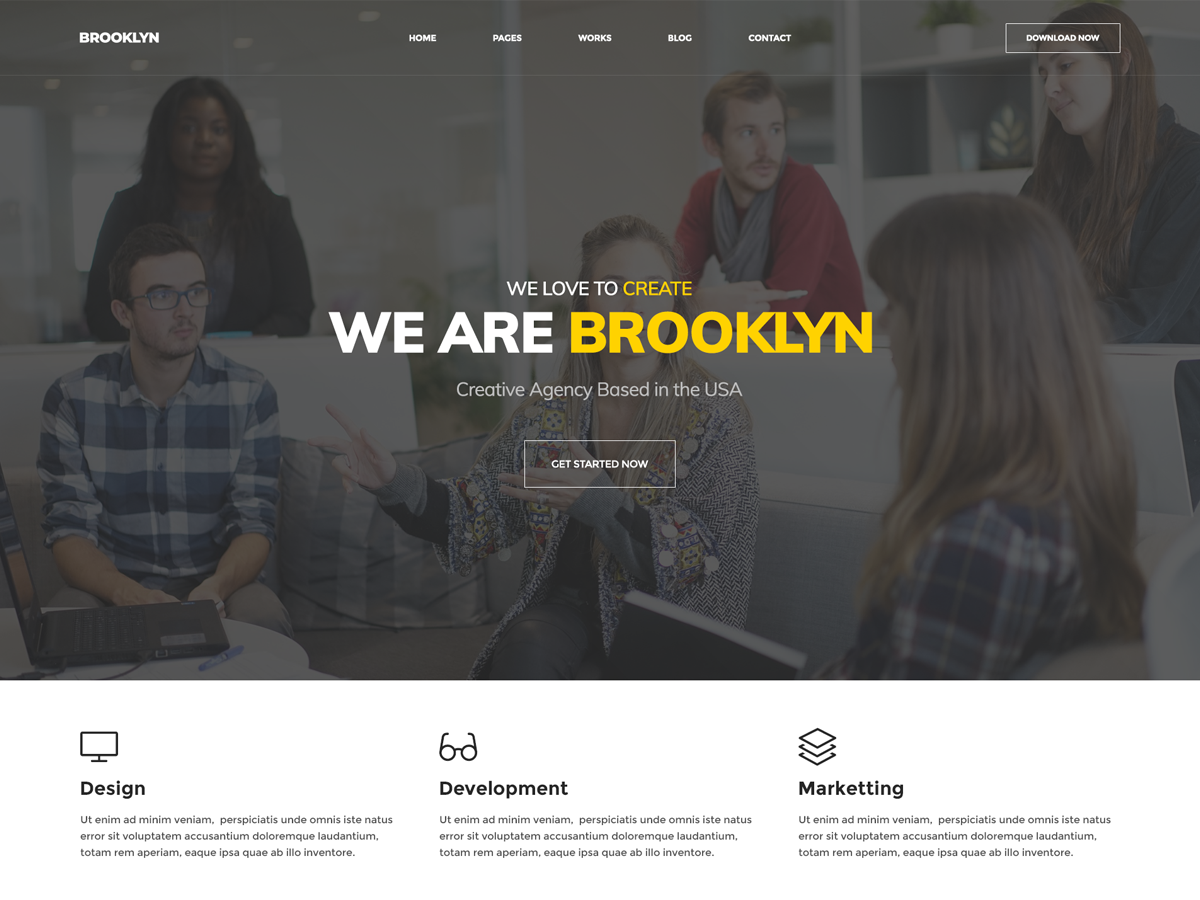 BROOKLYN
HOME PAGES WORKS BLOG CONTACT
DOWNLOAD NOW
WE LOVE TO CREATE
WE ARE BROOKLYN
Creative Agency Based in the USA
GET STARTED NOW
Design
Ut enim ad minim veniam, perspiciatis unde omnis iste natus
error sit voluptatem accusantium doloremque laudantium,
totam rem aperiam, eaque ipsa quae ab illo inventore.
Development
Ut enim ad minim veniam, perspiciatis unde omnis iste natus
error sit voluptatem accusantium doloremque laudantium,
totam rem aperiam, eaque ipsa quae ab illo inventore.
Marketting
Ut enim ad minim veniam, perspiciatis unde omnis iste natus
error sit voluptatem accusantium doloremque laudantium,
totam rem aperiam, eaque ipsa quae ab illo inventore.